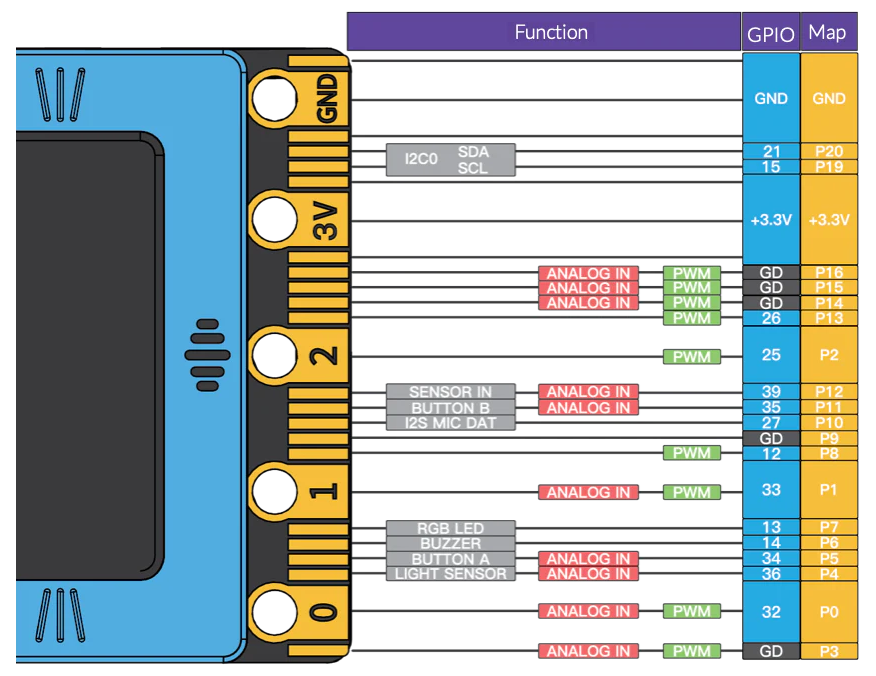 Function GPIO Map
GND GND GND
I2C0 SDA 21 P20
SCL 15 P19
3V +3.3V +3.3V
ANALOG IN PWM GD P16
ANALOG IN PWM GD P15
ANALOG IN PWM GD P14
PWM 26 P13
2 PWM 25 P2
SENSOR IN ANALOG IN 39 P12
BUTTON B ANALOG IN 35 P11
I2S MIC DAT 27 P10
GD P9
PWM 12 P8
1 ANALOG IN PWM 33 P1
RGB LED 13 P7
BUZZER 14 P6
BUTTON A ANALOG IN 34 P5
LIGHT SENSOR ANALOG IN 36 P4
0 ANALOG IN PWM 32 P0
ANALOG IN PWM GD P3